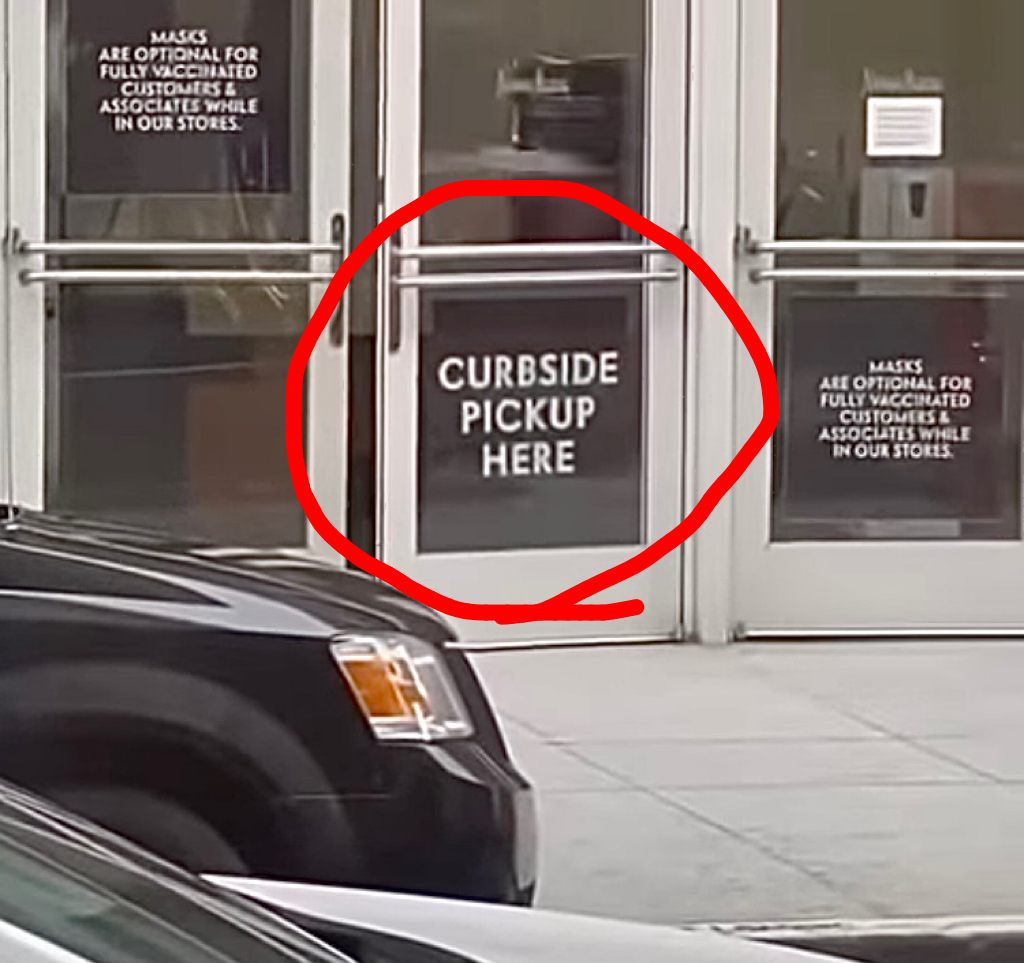 MASKS
ARE OPTIONAL FOR
FULLY VACCINATED
CUSTOMERS &
ASSOCIATES WHILE
IN OUR STORES.
CURBSIDE
PICKUP
HERE
MASKS
ARE OPTIONAL FOR
FULLY VACCINATED
CUSTOMERS &
ASSOCIATES WHILE
IN OUR STORES.